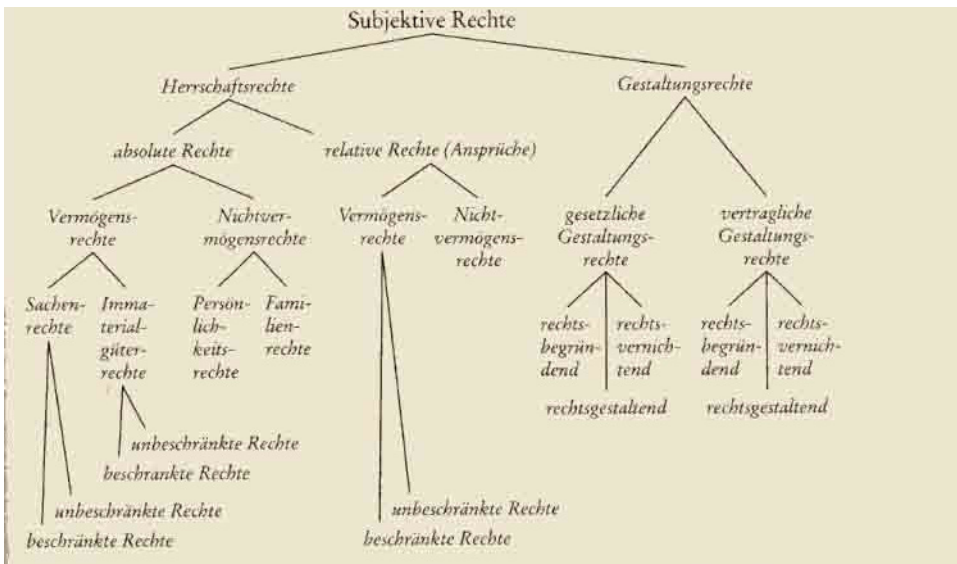 Subjektive Rechte
Herrschaftsrechte
Gestaltungsrechte
absolute Rechte
relative Rechte (Ansprüche)
Vermögens-
rechte
Nichtver-
mögensrechte
Vermögens-
rechte
Nicht-
vermögens-
rechte
gesetzliche
Gestaltungs-
rechte
vertragliche
Gestaltungs-
rechte
Sachen-
rechte
Imma-
terial-
güter-
rechte
Persön-
lich-
keits-
rechte
Fami-
lien-
rechte
rechts-
begrün-
dend
rechts-
vernich-
tend
rechts-
begrün-
dend
rechts-
vernich-
tend
rechtsgestaltend
rechtsgestaltend
unbeschränkte Rechte
beschrankte Rechte
unbeschränkte Rechte
beschränkte Rechte
unbeschränkte Rechte
beschränkte Rechte